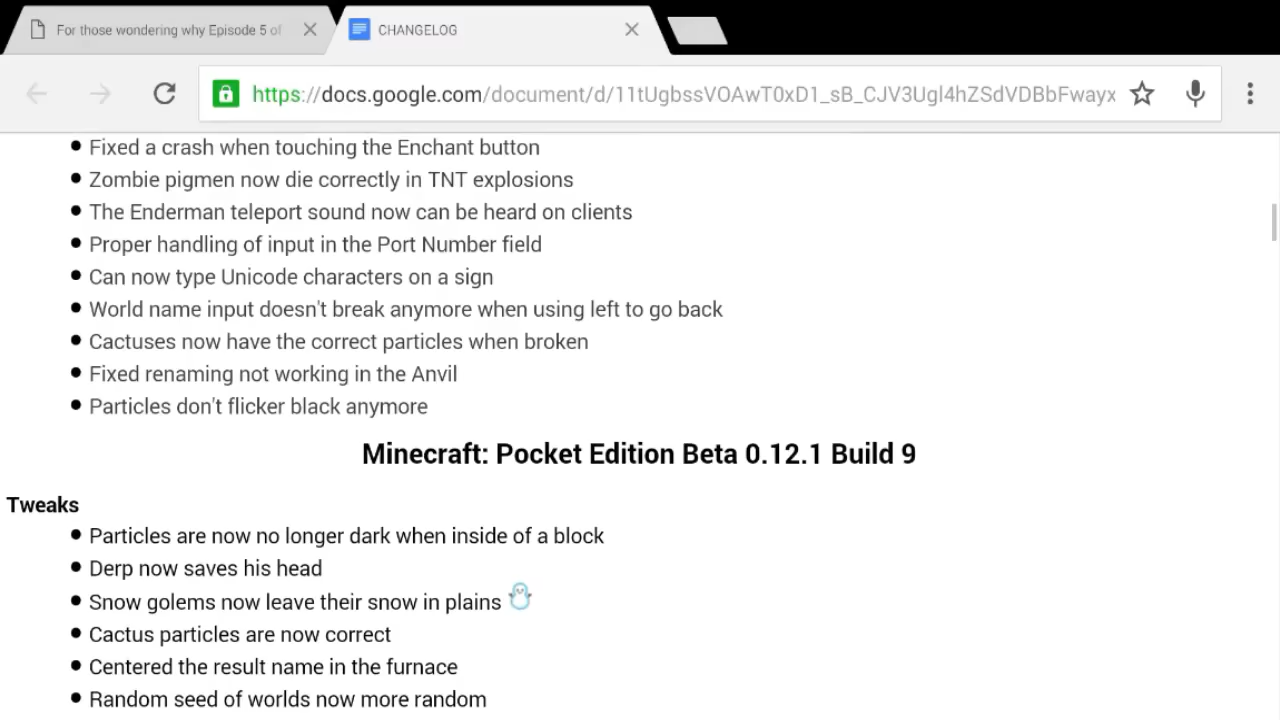 For those wondering why Episode 5 of
CHANGELOG
https://docs.google.com/document/d/11tUgbssVOAwT0xD1_sB_CJV3Ugl4hZSdVDBbFwayx
Fixed a crash when touching the Enchant button
Zombie pigmen now die correctly in TNT explosions
The Enderman teleport sound now can be heard on clients
Proper handling of input in the Port Number field
Can now type Unicode characters on a sign
World name input doesn't break anymore when using left to go back
Cactuses now have the correct particles when broken
Fixed renaming not working in the Anvil
Particles don't flicker black anymore
Minecraft: Pocket Edition Beta 0.12.1 Build 9
Tweaks
Particles are now no longer dark when inside of a block
Derp now saves his head
Snow golems now leave their snow in plains
Cactus particles are now correct
Centered the result name in the furnace
Random seed of worlds now more random